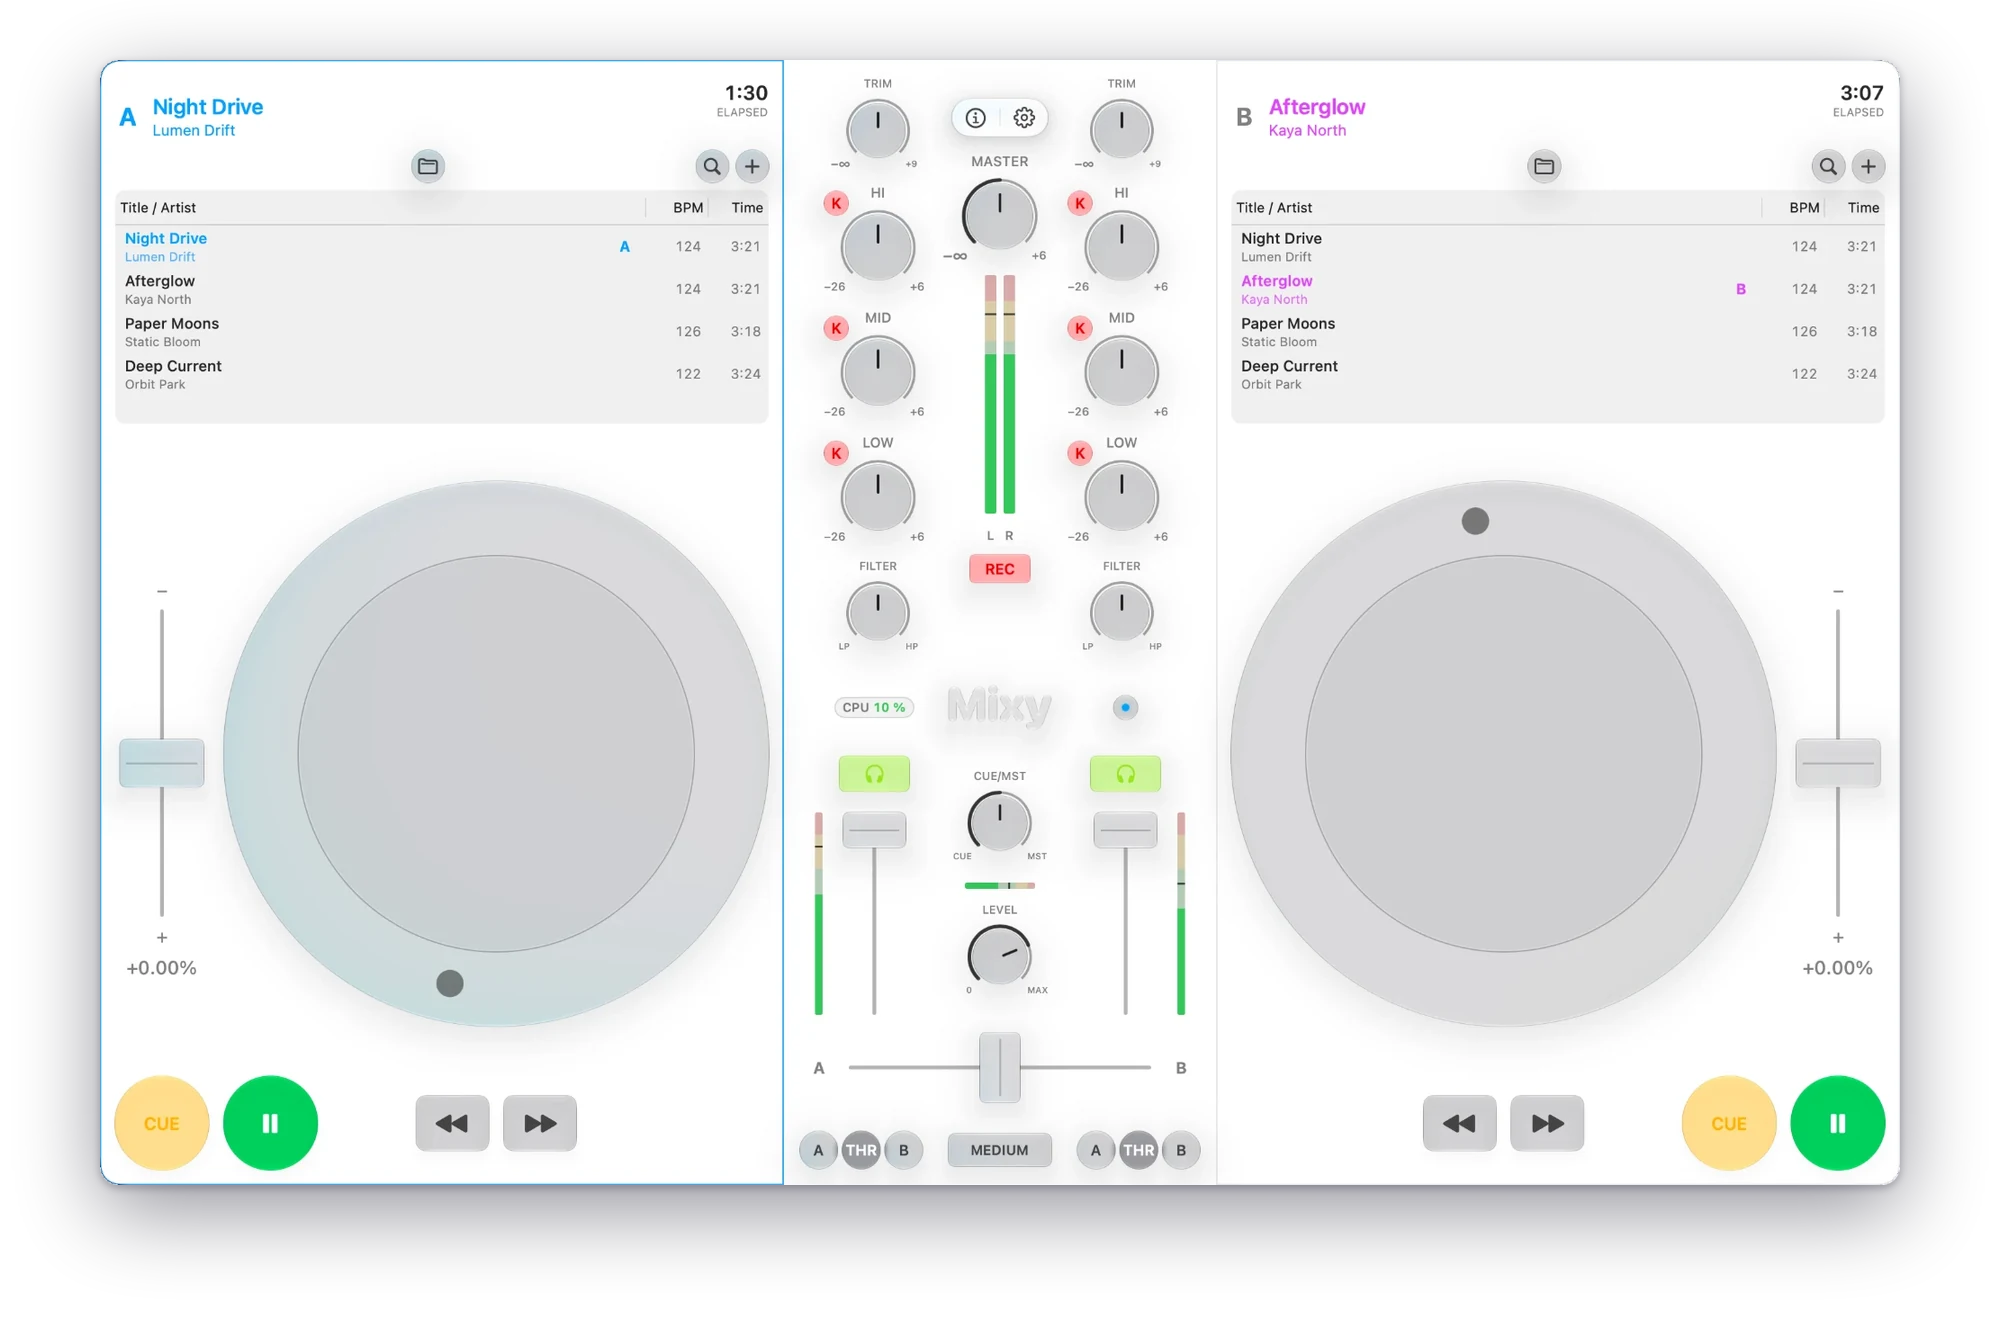 A
Night Drive
Lumen Drift
1:30
ELAPSED
Title / Artist BPM Time
Night Drive
Lumen Drift
A 124 3:21
Afterglow
Kaya North
124 3:21
Paper Moons
Static Bloom
126 3:18
Deep Current
Orbit Park
122 3:24
−
+
+0.00%
CUE
TRIM
−∞ +9
K HI
−26 +6
K MID
−26 +6
K LOW
−26 +6
FILTER
LP HP
MASTER
−∞ +6
L R
REC
TRIM
−∞ +9
K HI
−26 +6
K MID
−26 +6
K LOW
−26 +6
FILTER
LP HP
CPU 10 %
Mixy
CUE/MST
CUE MST
LEVEL
0 MAX
A B
A THR B
MEDIUM
A THR B
B
Afterglow
Kaya North
3:07
ELAPSED
Title / Artist BPM Time
Night Drive
Lumen Drift
124 3:21
Afterglow
Kaya North
B 124 3:21
Paper Moons
Static Bloom
126 3:18
Deep Current
Orbit Park
122 3:24
−
+
+0.00%
CUE